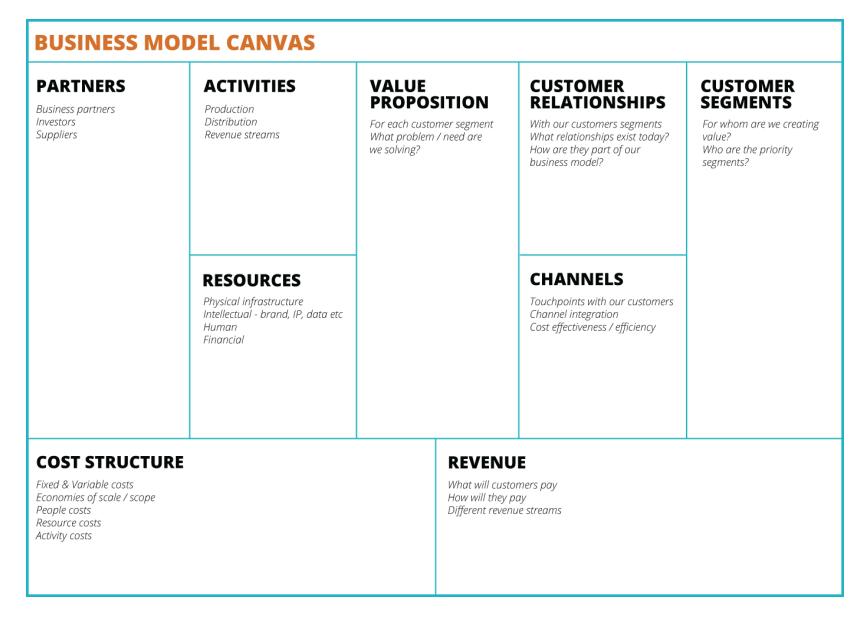 BUSINESS MODEL CANVAS
PARTNERS
Business partners
Investors
Suppliers
ACTIVITIES
Production
Distribution
Revenue streams
RESOURCES
Physical infrastructure
Intellectual - brand, IP, data etc
Human
Financial
VALUE
PROPOSITION
For each customer segment
What problem / need are
we solving?
CUSTOMER
RELATIONSHIPS
With our customers segments
What relationships exist today?
How are they part of our
business model?
CHANNELS
Touchpoints with our customers
Channel integration
Cost effectiveness / efficiency
CUSTOMER
SEGMENTS
For whom are we creating
value?
Who are the priority
segments?
COST STRUCTURE
Fixed & Variable costs
Economies of scale / scope
People costs
Resource costs
Activity costs
REVENUE
What will customers pay
How will they pay
Different revenue streams